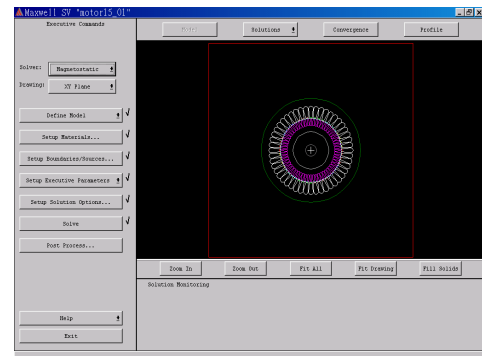 Maxwell SV "motor15_01"
Executive Commands
Model
Solutions
Convergence
Profile
Solver:
Magnetostatic
Drawing:
XY Plane
Define Model
Setup Materials...
Setup Boundaries/Sources...
Setup Executive Parameters
Setup Solution Options...
Solve
Post Process...
Zoom In
Zoom Out
Fit All
Fit Drawing
Fill Solids
Solution Monitoring
Help
Exit